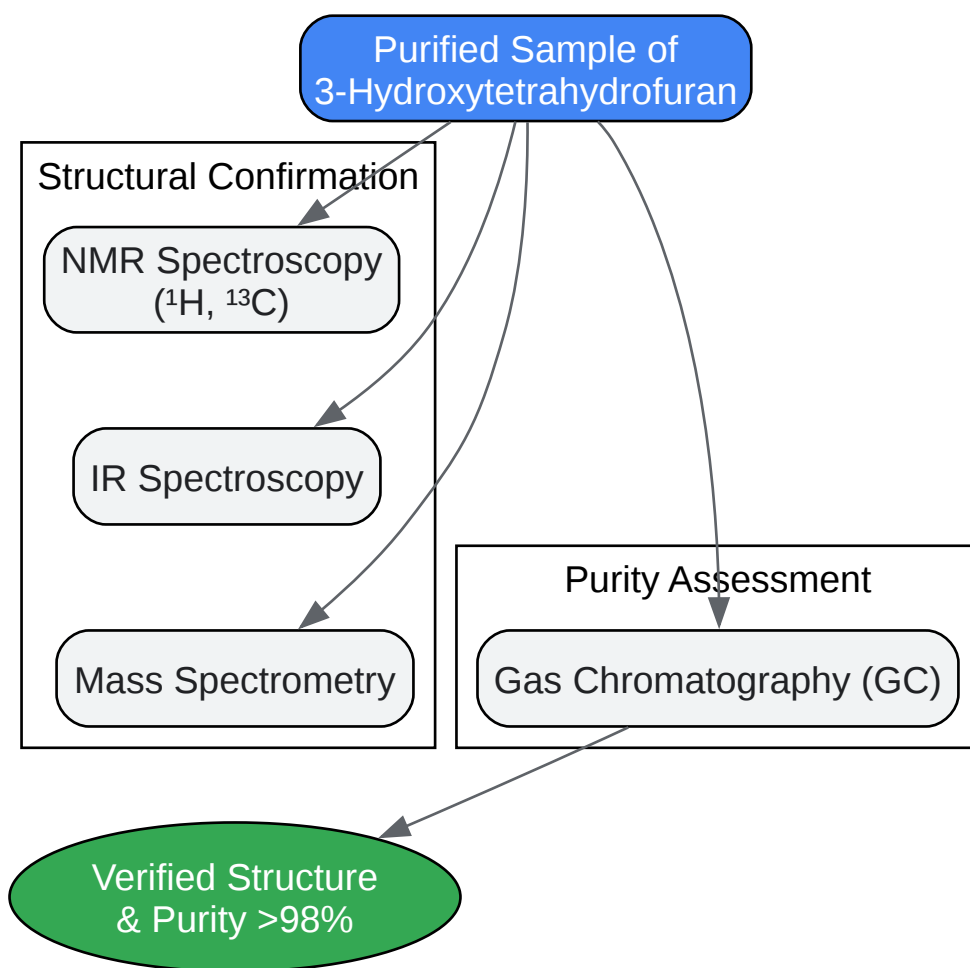 Purified Sample of
3-Hydroxytetrahydrofuran
Structural Confirmation
NMR Spectroscopy
(¹H, ¹³C)
IR Spectroscopy
Mass Spectrometry
Purity Assessment
Gas Chromatography (GC)
Verified Structure
& Purity >98%